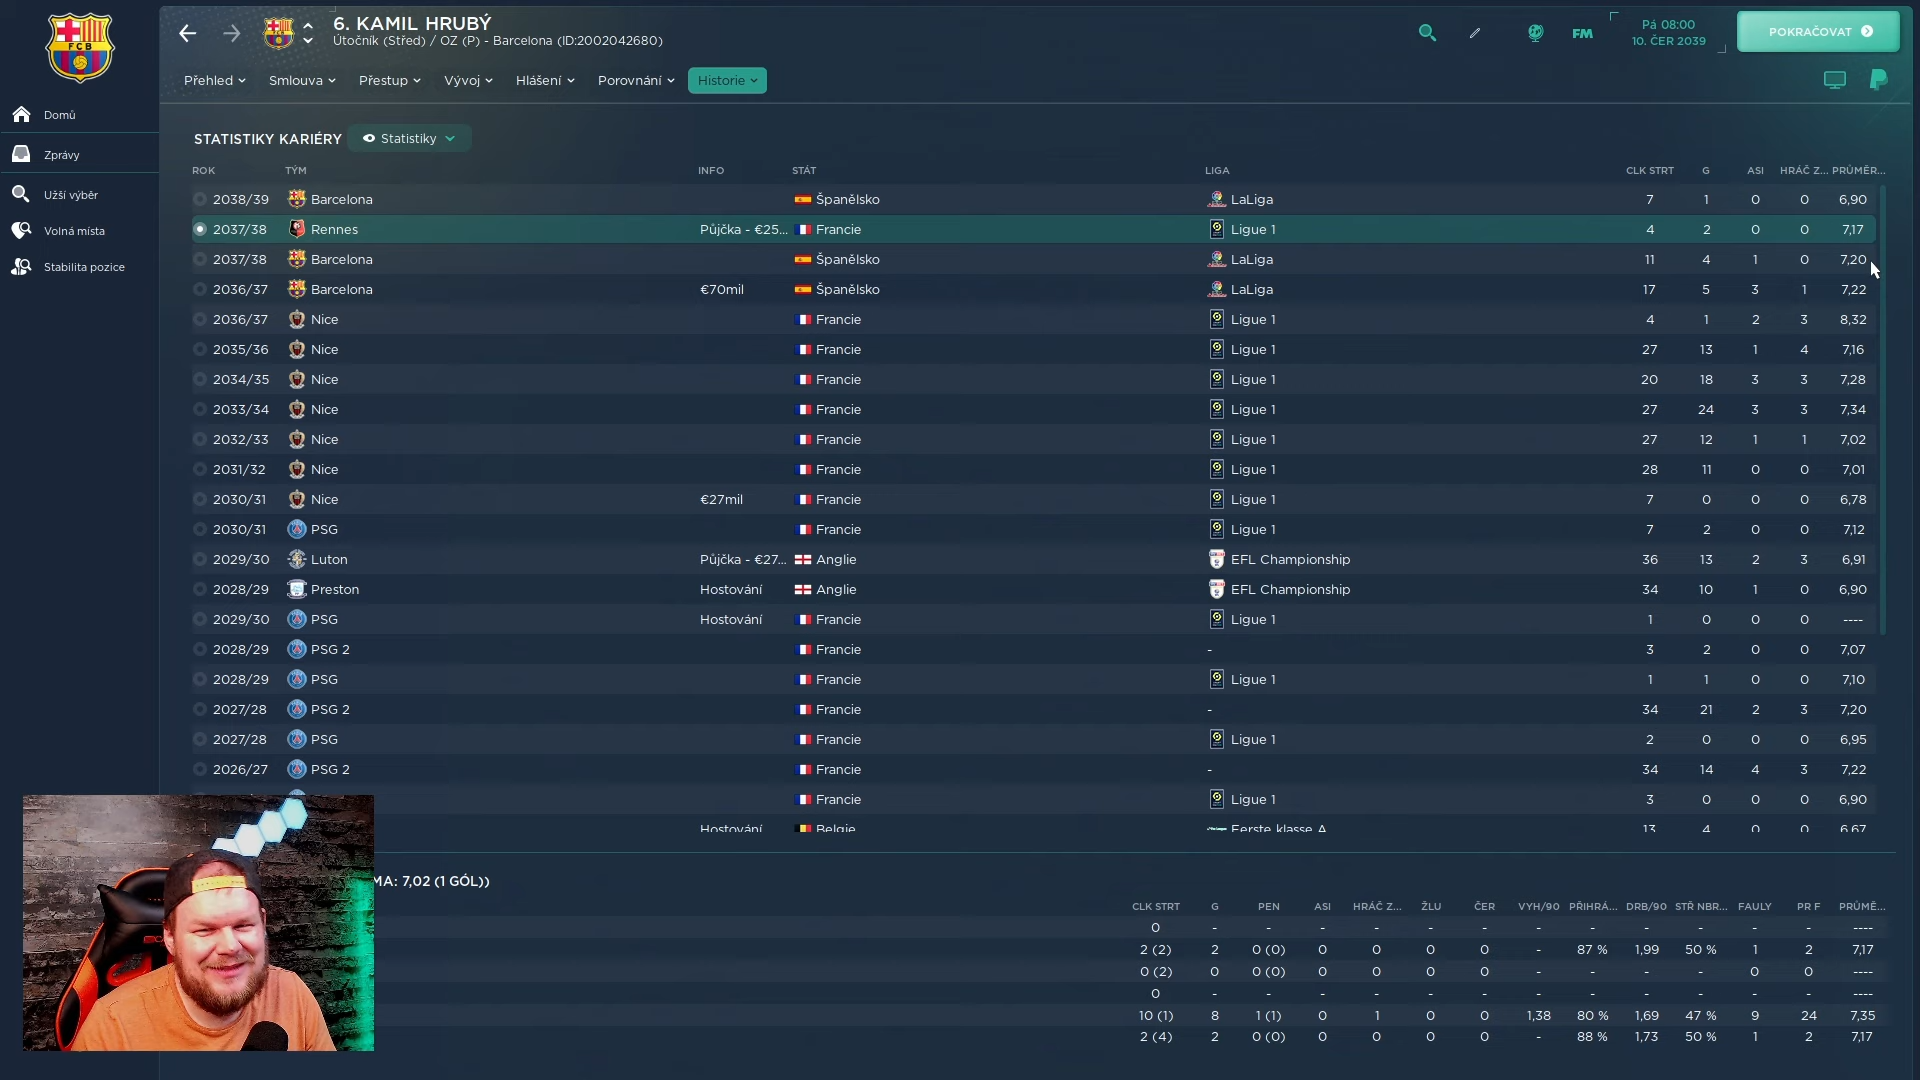 6. KAMIL HRUBÝ
Útočník (Střed) / OZ (P) - Barcelona (ID:2002042680)
FM
Pá 08:00
10. ČER 2039
POKRAČOVAT
FCB
Domů
Zprávy
Užší výběr
Volná místa
Stabilita pozice
Přehled Smlouva Přestup Vývoj Hlášení Porovnání Historie
STATISTIKY KARIÉRY Statistiky
ROK TÝM INFO STÁT LIGA CLK STRT G ASI HRÁČ Z... PRŮMĚR...
2038/39 Barcelona Španělsko LaLiga 7 1 0 0 6,90
2037/38 Rennes Půjčka - €25... Francie Ligue 1 4 2 0 0 7,17
2037/38 Barcelona Španělsko LaLiga 11 4 1 0 7,20
2036/37 Barcelona €70mil Španělsko LaLiga 17 5 3 1 7,22
2036/37 Nice Francie Ligue 1 4 1 2 3 8,32
2035/36 Nice Francie Ligue 1 27 13 1 4 7,16
2034/35 Nice Francie Ligue 1 20 18 3 3 7,28
2033/34 Nice Francie Ligue 1 27 24 3 3 7,34
2032/33 Nice Francie Ligue 1 27 12 1 1 7,02
2031/32 Nice Francie Ligue 1 28 11 0 0 7,01
2030/31 Nice €27mil Francie Ligue 1 7 0 0 0 6,78
2030/31 PSG Francie Ligue 1 7 2 0 0 7,12
2029/30 Luton Půjčka - €27... Anglie EFL Championship 36 13 2 3 6,91
2028/29 Preston Hostování Anglie EFL Championship 34 10 1 0 6,90
2029/30 PSG Hostování Francie Ligue 1 1 0 0 0 ----
2028/29 PSG 2 Francie - 3 2 0 0 7,07
2028/29 PSG Francie Ligue 1 1 1 0 0 7,10
2027/28 PSG 2 Francie - 34 21 2 3 7,20
2027/28 PSG Francie Ligue 1 2 0 0 0 6,95
2026/27 PSG 2 Francie - 34 14 4 3 7,22
Francie Ligue 1 3 0 0 0 6,90
Hostování Belgie Eerste klasse A 13 4 0 0 6,67
MA: 7,02 (1 GÓL))
CLK STRT G PEN ASI HRÁČ Z... ŽLU ČER VYH/90 PŘIHRÁ... DRB/90 STŘ NBR... FAULY PR F PRŮMĚ...
0 - - - - - - - - - - - - ----
2 (2) 2 0 (0) 0 0 0 0 - 87 % 1,99 50 % 1 2 7,17
0 (2) 0 0 (0) 0 0 0 0 - - - - 0 0 ----
0 - - - - - - - - - - - - ----
10 (1) 8 1 (1) 0 1 0 0 1,38 80 % 1,69 47 % 9 24 7,35
2 (4) 2 0 (0) 0 0 0 0 - 88 % 1,73 50 % 1 2 7,17